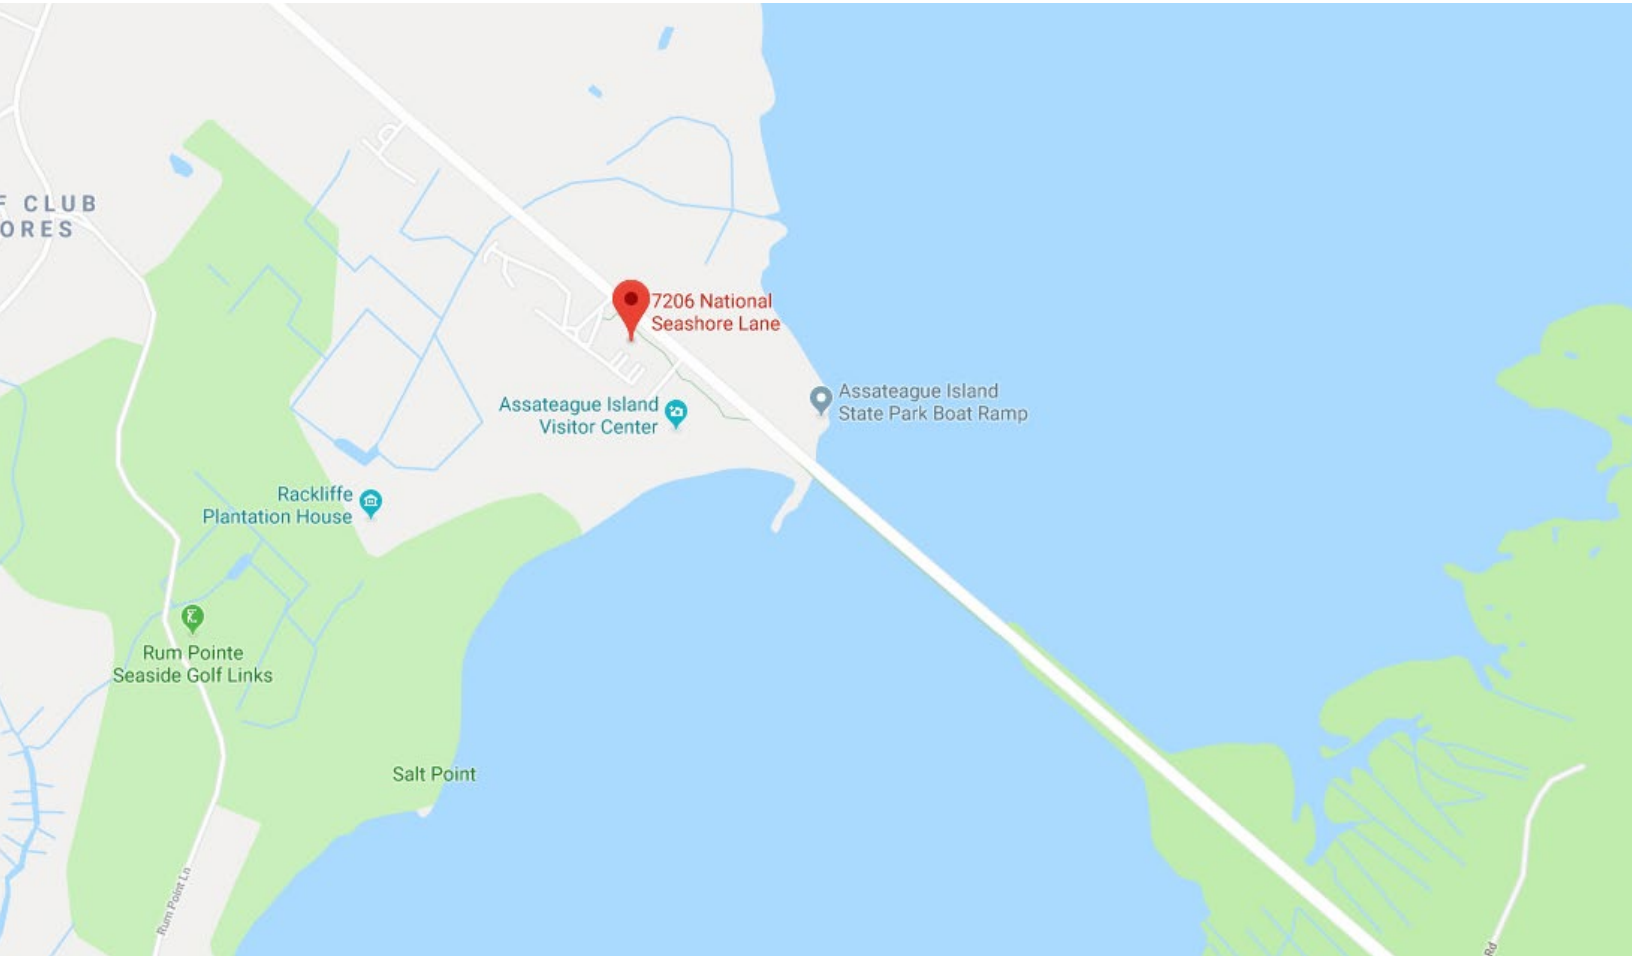 F CLUB
ORES
7206 National
Seashore Lane
Assateague Island
State Park Boat Ramp
Assateague Island
Visitor Center
Rackliffe
Plantation House
Rum Pointe
Seaside Golf Links
Salt Point
Rum Point Ln
Rd